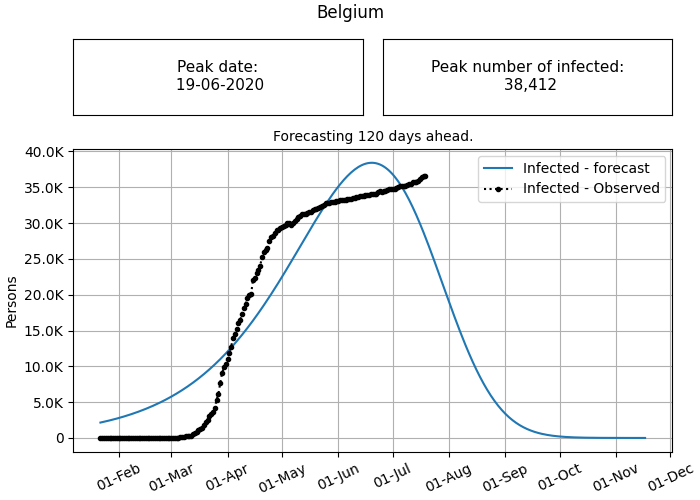 Belgium
Peak date:
19-06-2020
Peak number of infected:
38,412
Forecasting 120 days ahead.
Infected - forecast
Infected - Observed
40.0K
35.0K
30.0K
25.0K
20.0K
15.0K
10.0K
5.0K
0
Persons
01-Feb
01-Mar
01-Apr
01-May
01-Jun
01-Jul
01-Aug
01-Sep
01-Oct
01-Nov
01-Dec